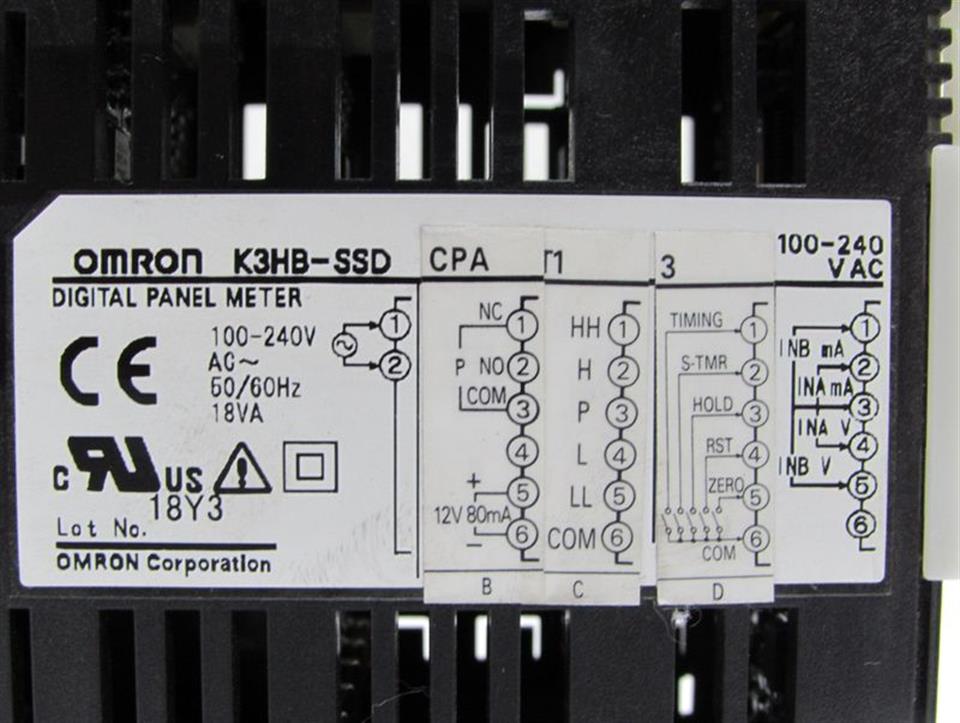 OMRON K3HB-SSD
DIGITAL PANEL METER
CE
100-240V
AC~
50/60Hz
18VA
1
2
C RU US
18Y3
Lot No.
OMRON Corporation
CPA
NC 1
P NO 2
COM 3
4
+ 5
12V 80mA
- 6
B
T1
HH 1
H 2
P 3
L 4
LL 5
COM 6
C
3
TIMING 1
S-TMR 2
HOLD 3
RST 4
ZERO 5
COM 6
D
100-240
VAC
1
INB mA
2
INA mA
3
INA V
4
INB V
5
6